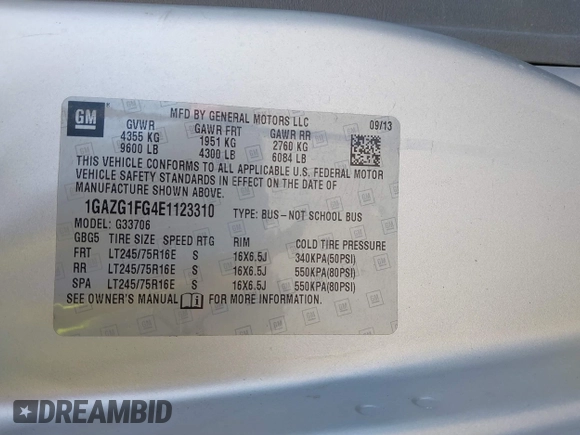 GM
MFD BY GENERAL MOTORS LLC
09/13
GVWR GAWR FRT GAWR RR
4355 KG 1951 KG 2760 KG
9600 LB 4300 LB 6084 LB
THIS VEHICLE CONFORMS TO ALL APPLICABLE U.S. FEDERAL MOTOR
VEHICLE SAFETY STANDARDS IN EFFECT ON THE DATE OF
MANUFACTURE SHOWN ABOVE.
1GAZG1FG4E1123310 TYPE: BUS – NOT SCHOOL BUS
MODEL: G33706
GBG5 TIRE SIZE SPEED RTG RIM COLD TIRE PRESSURE
FRT LT245/75R16E S 16X6.5J 340KPA(50PSI)
RR LT245/75R16E S 16X6.5J 550KPA(80PSI)
SPA LT245/75R16E S 16X6.5J 550KPA(80PSI)
SEE OWNER'S MANUAL FOR MORE INFORMATION.
DREAMBID